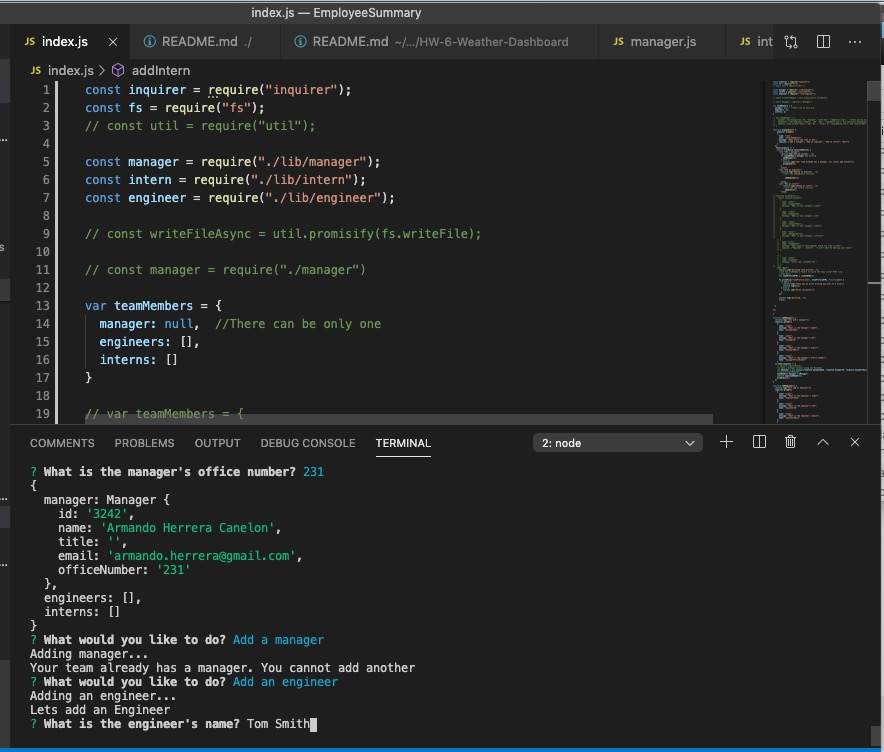 index.js — EmployeeSummary
JS index.js × README.md ./ README.md ~/.../HW-6-Weather-Dashboard JS manager.js JS int
JS index.js > addIntern
1 const inquirer = require("inquirer");
2 const fs = require("fs");
3 // const util = require("util");
4
5 const manager = require("./lib/manager");
6 const intern = require("./lib/intern");
7 const engineer = require("./lib/engineer");
8
9 // const writeFileAsync = util.promisify(fs.writeFile);
10
11 // const manager = require("./manager")
12
13 var teamMembers = {
14 manager: null, //There can be only one
15 engineers: [],
16 interns: []
17 }
18
19 // var teamMembers = {
COMMENTS PROBLEMS OUTPUT DEBUG CONSOLE TERMINAL 2: node
? What is the manager's office number? 231
{
manager: Manager {
id: '3242',
name: 'Armando Herrera Canelon',
title: '',
email: 'armando.herrera@gmail.com',
officeNumber: '231'
},
engineers: [],
interns: []
}
? What would you like to do? Add a manager
Adding manager...
Your team already has a manager. You cannot add another
? What would you like to do? Add an engineer
Adding an engineer...
Lets add an Engineer
? What is the engineer's name? Tom Smith